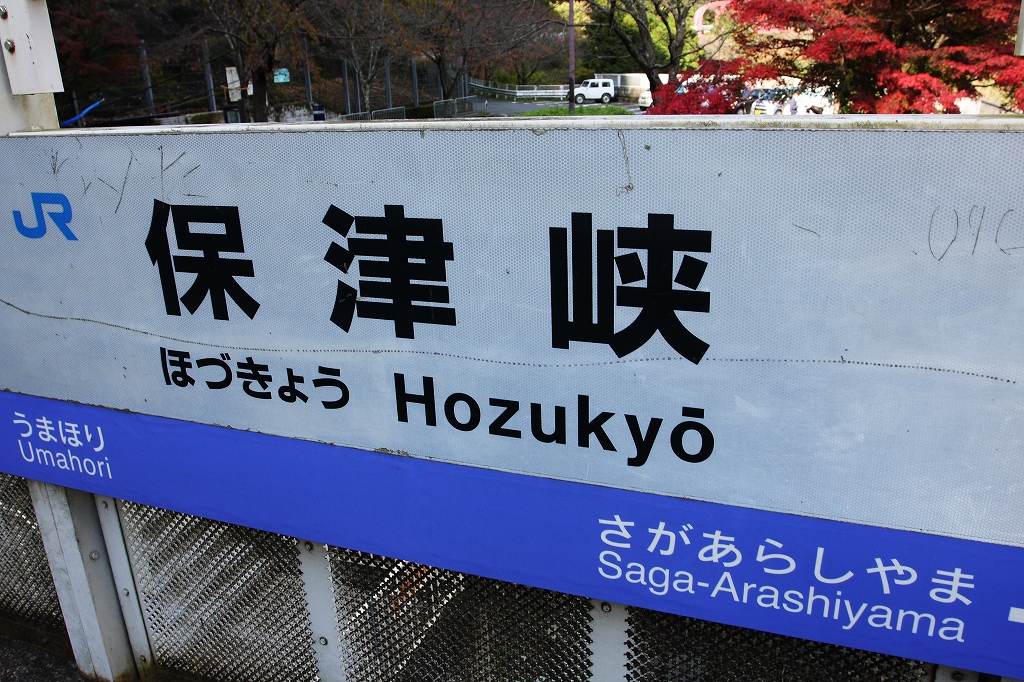 JR
保津峡
ほづきょう Hozukyō
うまほり
Umahori
さがあらしやま
Saga-Arashiyama